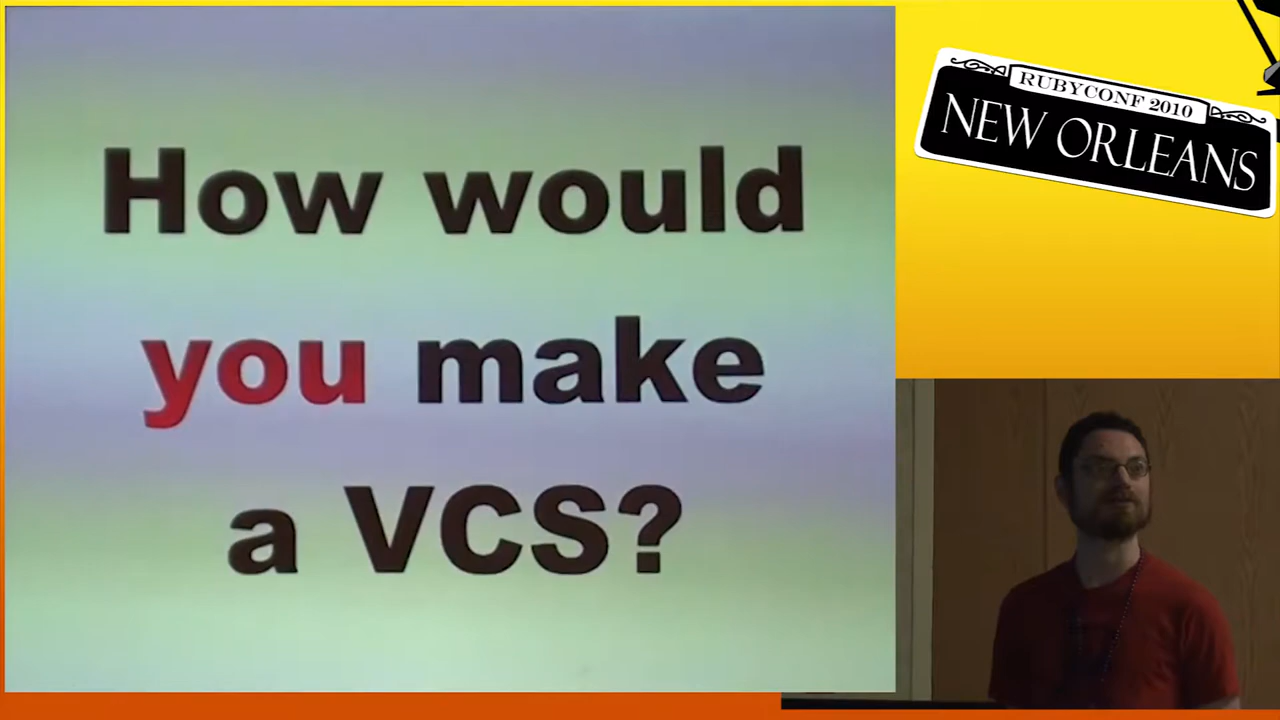 How would
you make
a VCS?
RUBYCONF 2010
NEW ORLEANS